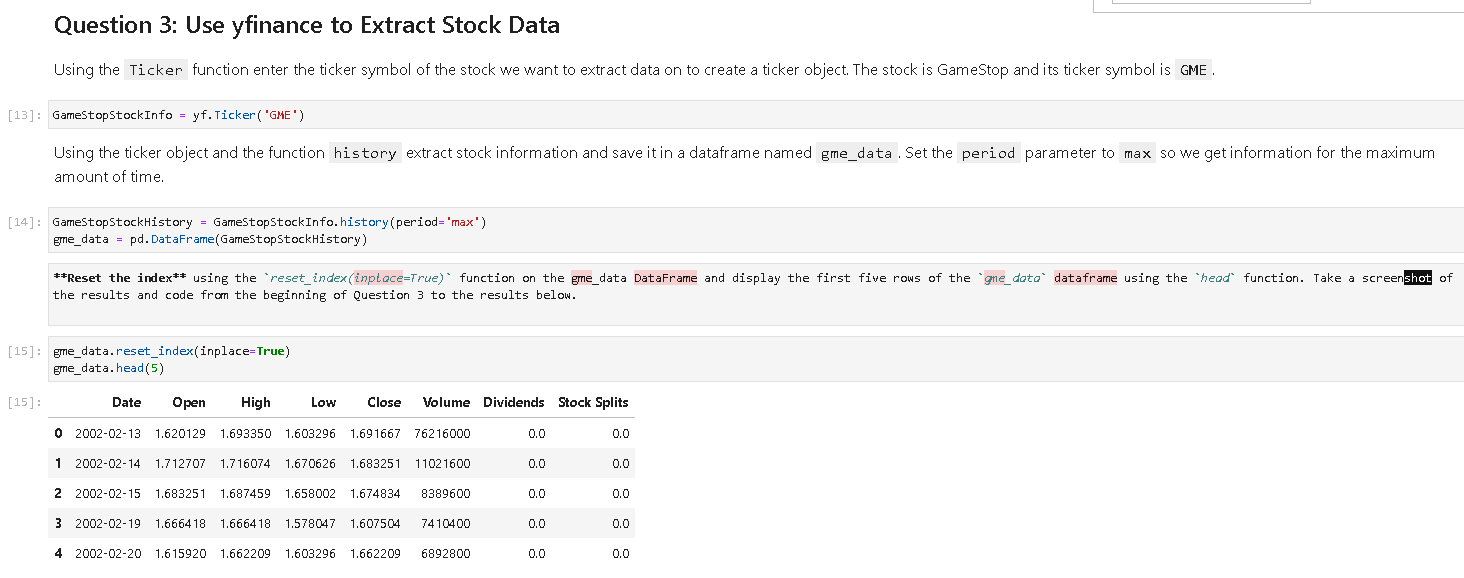 Question 3: Use yfinance to Extract Stock Data
Using the Ticker function enter the ticker symbol of the stock we want to extract data on to create a ticker object. The stock is GameStop and its ticker symbol is GME .
[13]: GameStopStockInfo = yf.Ticker('GME')
Using the ticker object and the function history extract stock information and save it in a dataframe named gme_data . Set the period parameter to max so we get information for the maximum
amount of time.
[14]: GameStopStockHistory = GameStopStockInfo.history(period='max')
gme_data = pd.DataFrame(GameStopStockHistory)
**Reset the index** using the `reset_index(inplace=True)` function on the gme_data DataFrame and display the first five rows of the `gme_data` dataframe using the `head` function. Take a screenshot of
the results and code from the beginning of Question 3 to the results below.
[15]: gme_data.reset_index(inplace=True)
gme_data.head(5)
[15]: Date Open High Low Close Volume Dividends Stock Splits
0 2002-02-13 1.620129 1.693350 1.603296 1.691667 76216000 0.0 0.0
1 2002-02-14 1.712707 1.716074 1.670626 1.683251 11021600 0.0 0.0
2 2002-02-15 1.683251 1.687459 1.658002 1.674834 8389600 0.0 0.0
3 2002-02-19 1.666418 1.666418 1.578047 1.607504 7410400 0.0 0.0
4 2002-02-20 1.615920 1.662209 1.603296 1.662209 6892800 0.0 0.0